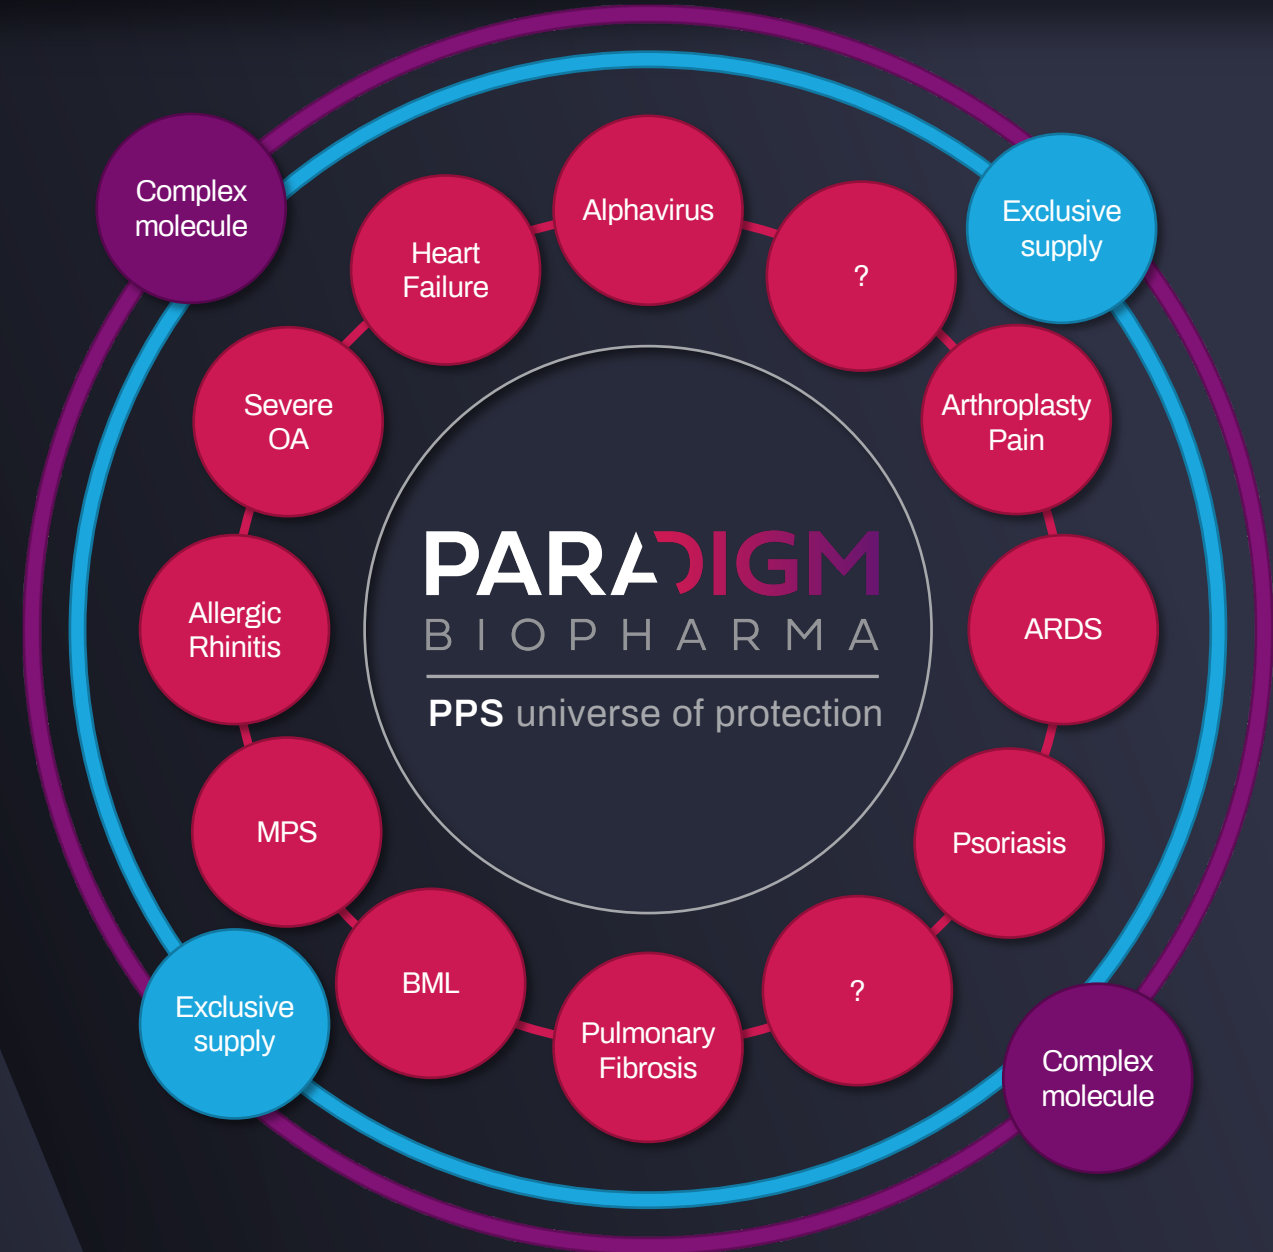 Complex
molecule
Exclusive
supply
Alphavirus
Heart
Failure
?
Arthroplasty
Pain
Severe
OA
PARADIGM
BIOPHARMA
PPS universe of protection
Allergic
Rhinitis
ARDS
MPS
Psoriasis
BML
?
Exclusive
supply
Pulmonary
Fibrosis
Complex
molecule